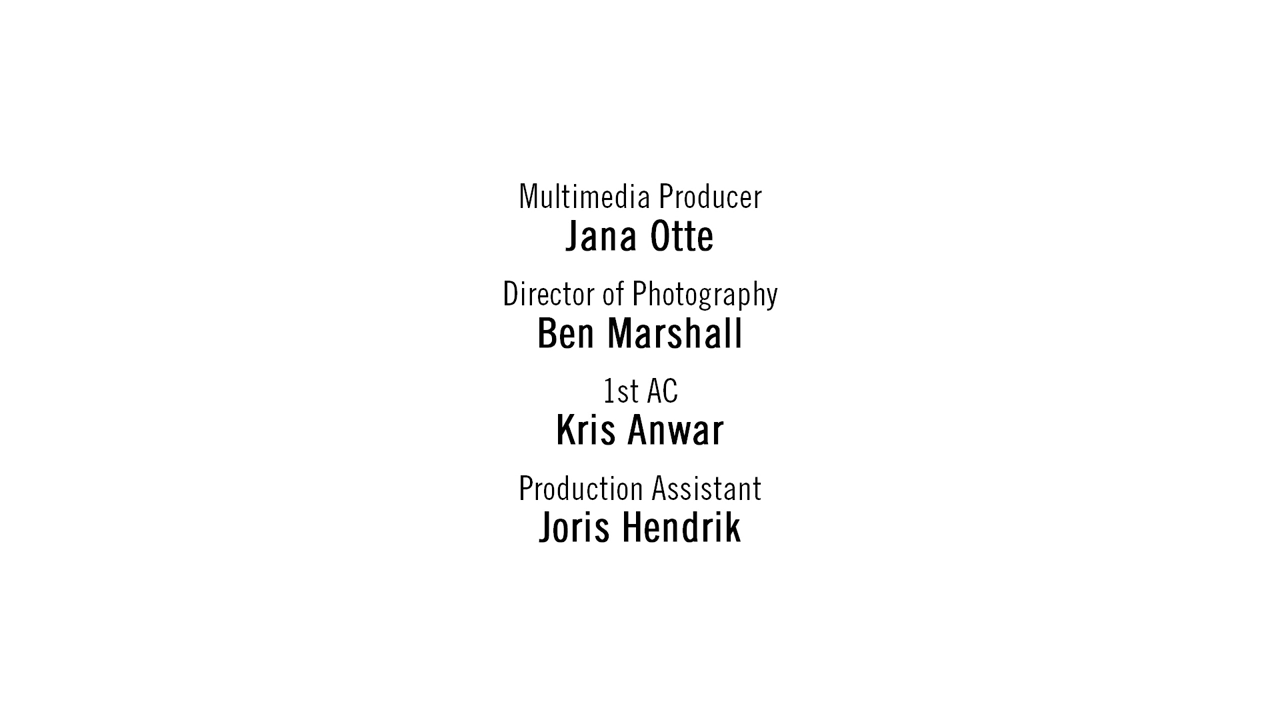 Multimedia Producer
Jana Otte
Director of Photography
Ben Marshall
1st AC
Kris Anwar
Production Assistant
Joris Hendrik